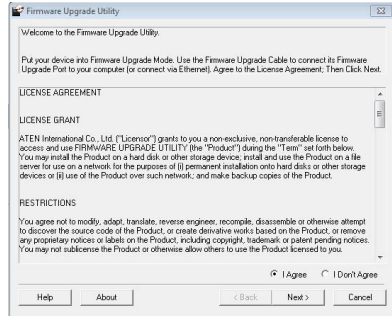 Firmware Upgrade Utility
Welcome to the Firmware Upgrade Utility.
Put your device into Firmware Upgrade Mode. Use the Firmware Upgrade Cable to connect its Firmware
Upgrade Port to your computer (or connect via Ethernet). Agree to the License Agreement; Then Click Next.
LICENSE AGREEMENT
LICENSE GRANT
ATEN International Co., Ltd. ("Licensor") grants to you a non-exclusive, non-transferable license to
access and use FIRMWARE UPGRADE UTILITY (the "Product") during the "Term" set forth below.
You may install the Product on a hard disk or other storage device; install and use the Product on a file
server for use on a network for the purposes of (i) permanent installation onto hard disks or other storage
devices or (ii) use of the Product over such network; and make backup copies of the Product.
RESTRICTIONS
You agree not to modify, adapt, translate, reverse engineer, recompile, disassemble or otherwise attempt
to discover the source code of the Product, or create derivative works based on the Product, or remove
any proprietary notices or labels on the Product, including copyright, trademark or patent pending notices.
You may not sublicense the Product or otherwise allow others to use the Product licensed to you.
I Agree I Don't Agree
Help About < Back Next > Cancel